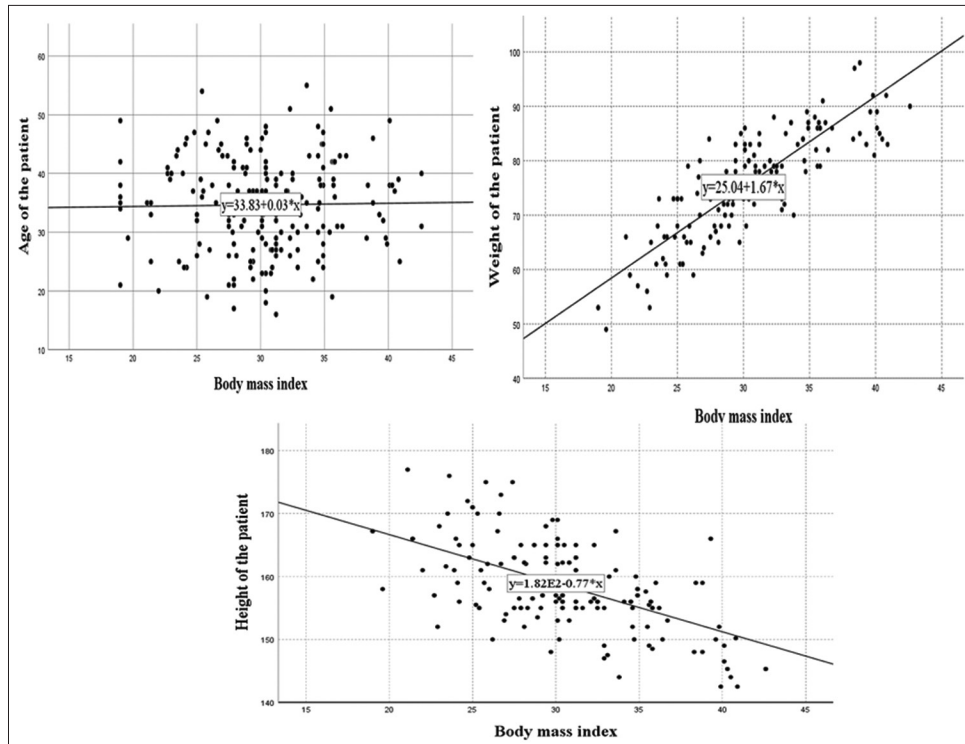 Age of the patient
60
50
40
30
20
10
y=33.83+0.03*x
15 20 25 30 35 40 45
Body mass index
Weight of the patient
100
90
80
70
60
50
40
y=25.04+1.67*x
15 20 25 30 35 40 45
Body mass index
Height of the patient
180
170
160
150
140
y=1.82E2-0.77*x
15 20 25 30 35 40 45
Body mass index